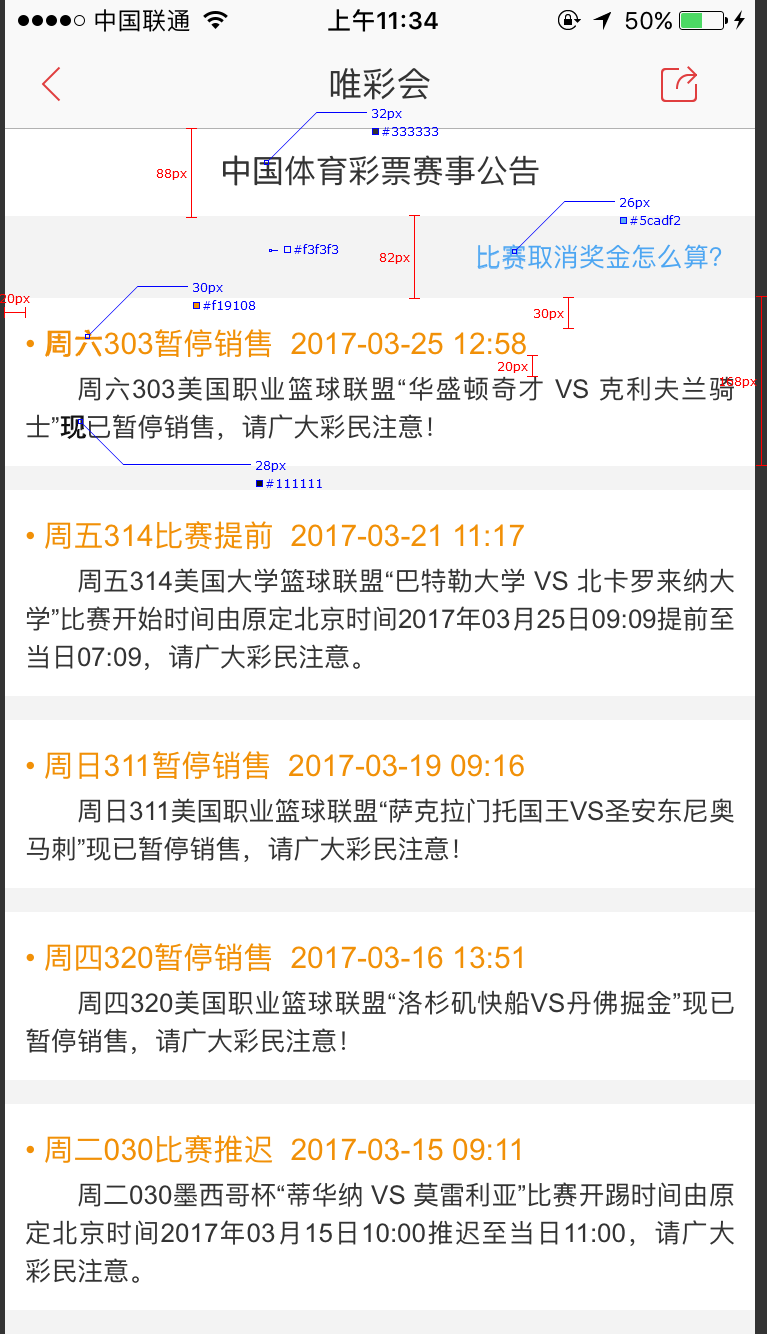 中国联通 上午11:34 50%
唯彩会
32px
#333333
88px
中国体育彩票赛事公告
26px
#5cadf2
#f3f3f3
82px
比赛取消奖金怎么算?
30px
#f19108
20px
30px
• 周六303暂停销售 2017-03-25 12:58
20px
168px
周六303美国职业篮球联盟“华盛顿奇才 VS 克利夫兰骑
士”现已暂停销售，请广大彩民注意！
28px
#111111
• 周五314比赛提前 2017-03-21 11:17
周五314美国大学篮球联盟“巴特勒大学 VS 北卡罗来纳大
学”比赛开始时间由原定北京时间2017年03月25日09:09提前至
当日07:09，请广大彩民注意。
• 周日311暂停销售 2017-03-19 09:16
周日311美国职业篮球联盟“萨克拉门托国王VS圣安东尼奥
马刺”现已暂停销售，请广大彩民注意！
• 周四320暂停销售 2017-03-16 13:51
周四320美国职业篮球联盟“洛杉矶快船VS丹佛掘金”现已
暂停销售，请广大彩民注意！
• 周二030比赛推迟 2017-03-15 09:11
周二030墨西哥杯“蒂华纳 VS 莫雷利亚”比赛开踢时间由原
定北京时间2017年03月15日10:00推迟至当日11:00，请广大
彩民注意。